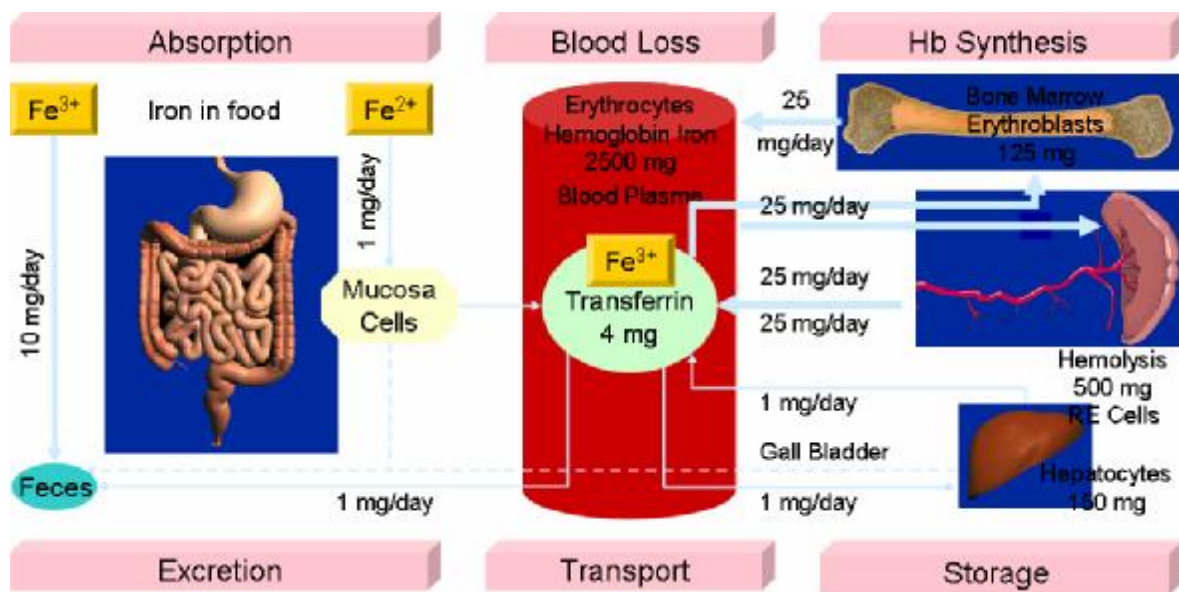 Absorption
Blood Loss
Hb Synthesis
Fe3+
Iron in food
Fe2+
10 mg/day
1 mg/day
Mucosa
Cells
Feces
1 mg/day
Erythrocytes
Hemoglobin Iron
2500 mg
Blood Plasma
Fe3+
Transferrin
4 mg
25
mg/day
Bone Marrow
Erythroblasts
125 mg
25 mg/day
25 mg/day
25 mg/day
Hemolysis
500 mg
RE Cells
1 mg/day
Gall Bladder
Hepatocytes
150 mg
1 mg/day
Excretion
Transport
Storage